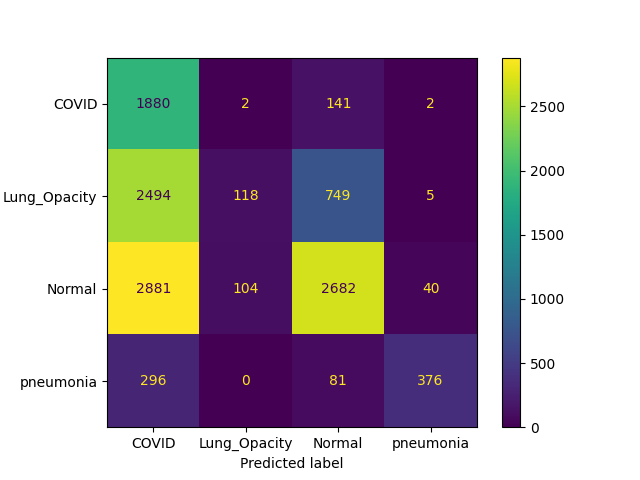 COVID 1880 2 141 2
Lung_Opacity 2494 118 749 5
Normal 2881 104 2682 40
pneumonia 296 0 81 376
COVID Lung_Opacity Normal pneumonia
Predicted label
2500
2000
1500
1000
500
0